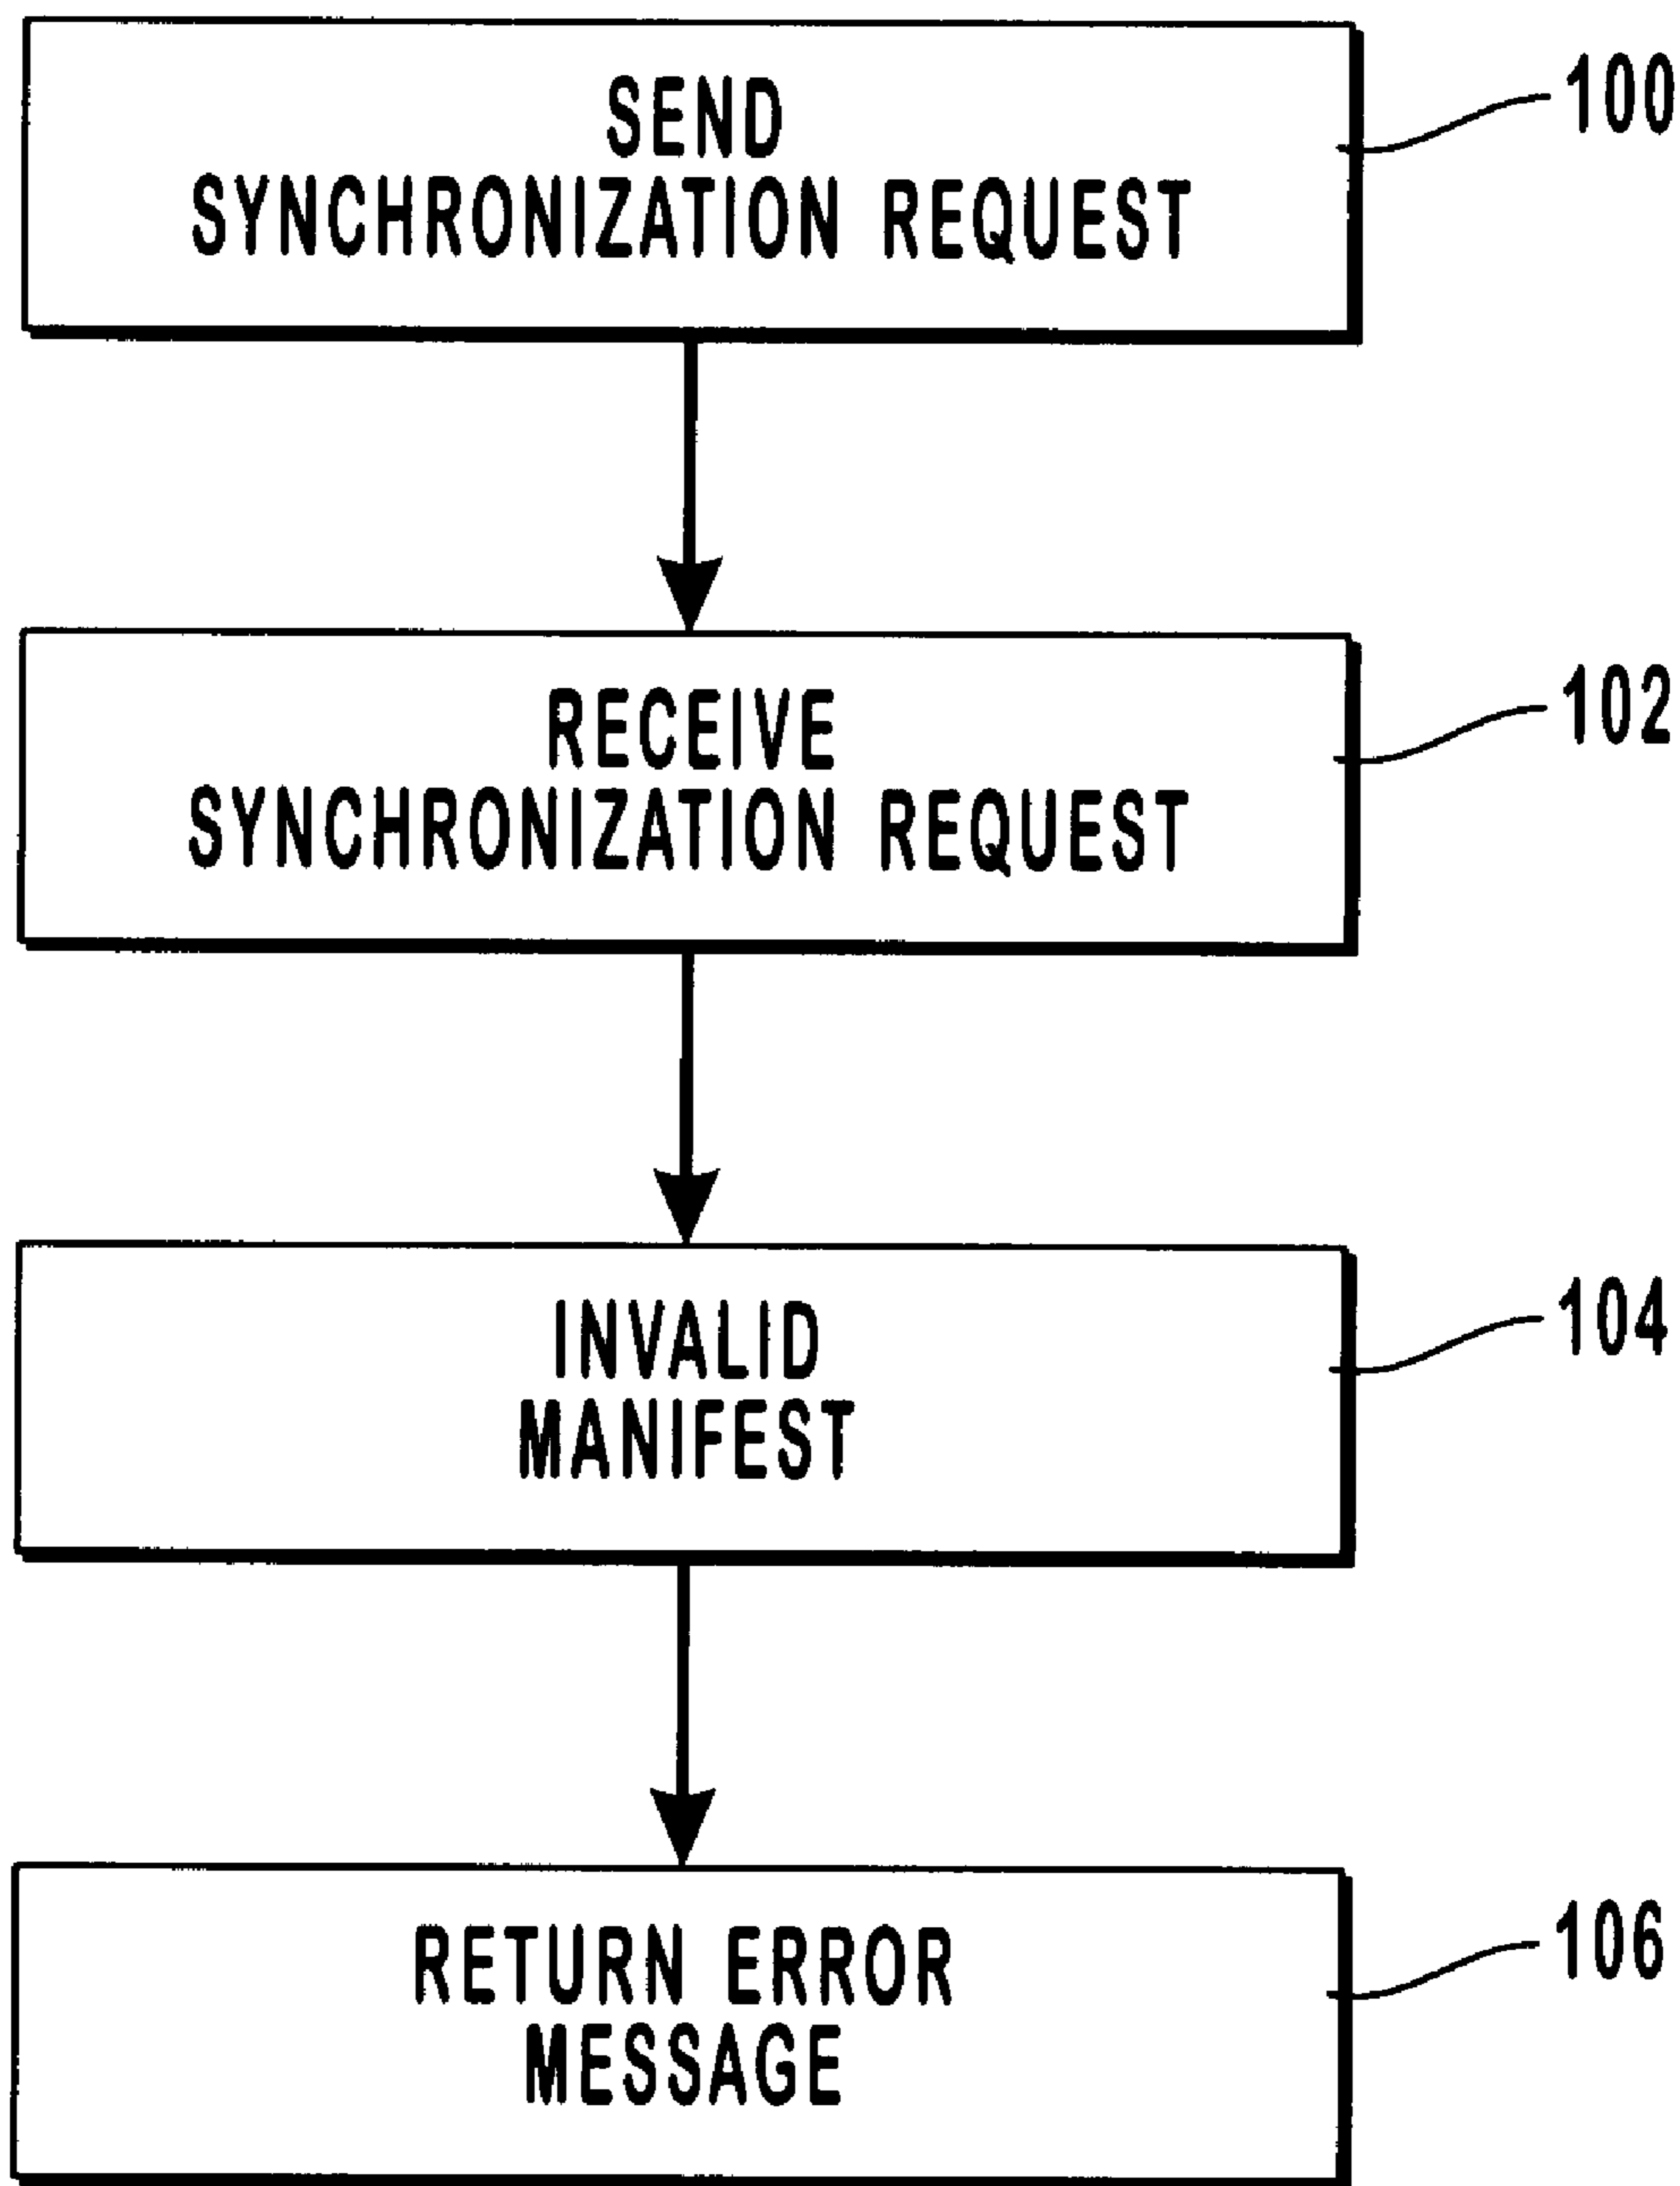 SEND
SYNCHRONIZATION REQUEST
100
RECEIVE
SYNCHRONIZATION REQUEST
102
INVALID
MANIFEST
104
RETURN ERROR
MESSAGE
106